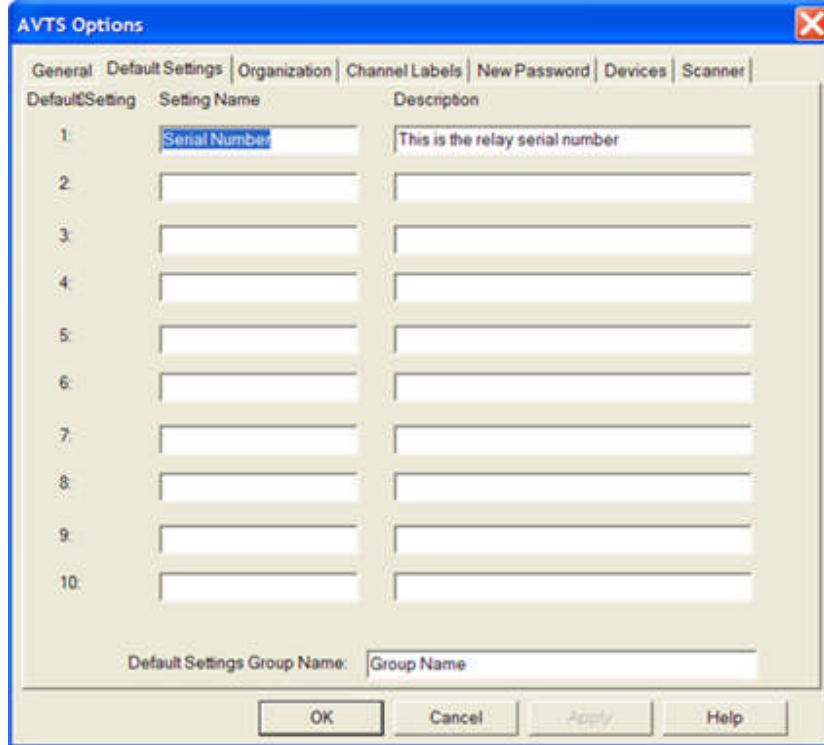 AVTS Options
General Default Settings Organization Channel Labels New Password Devices Scanner
Default€Setting Setting Name Description
1: Serial Number This is the relay serial number
2:
3:
4:
5:
6:
7:
8:
9:
10:
Default Settings Group Name: Group Name
OK Cancel Apply Help